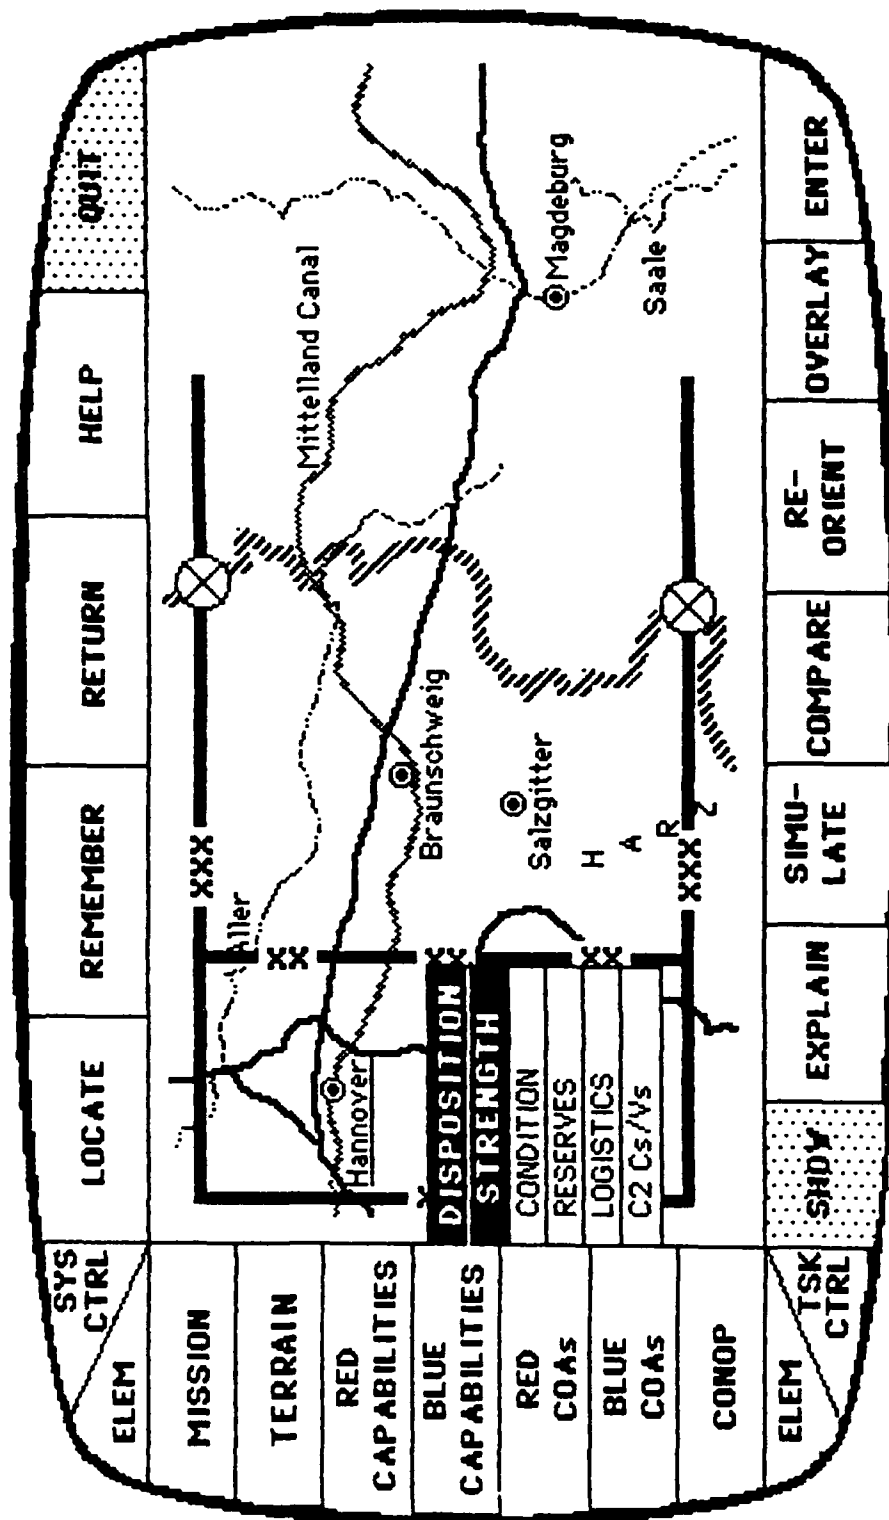 SYS
CTRL
ELEM
LOCATE
REMEMBER
RETURN
HELP
QUIT
MISSION
TERRAIN
RED
CAPABILITIES
BLUE
CAPABILITIES
RED
COAs
BLUE
COAs
CONOP
XXX
Aller
XX
Mittelland Canal
Hannover
Braunschweig
XX
Magdeburg
Salzgitter
Saale
H
A
R
Z
XX
XXX
DISPOSITION
STRENGTH
CONDITION
RESERVES
LOGISTICS
C2 Cs/Vs
ELEM
TSK
CTRL
SHOW
EXPLAIN
SIMU-
LATE
COMPARE
RE-
ORIENT
OVERLAY
ENTER